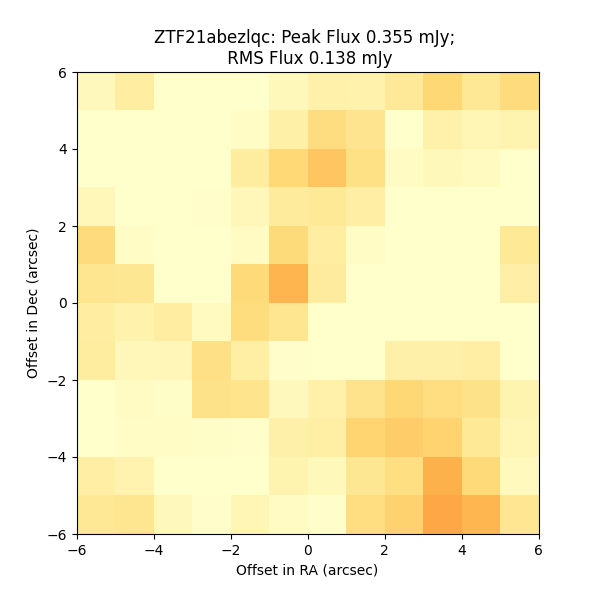 ZTF21abezlqc: Peak Flux 0.355 mJy;
RMS Flux 0.138 mJy
6
4
2
0
−2
−4
−6
Offset in Dec (arcsec)
−6 −4 −2 0 2 4 6
Offset in RA (arcsec)